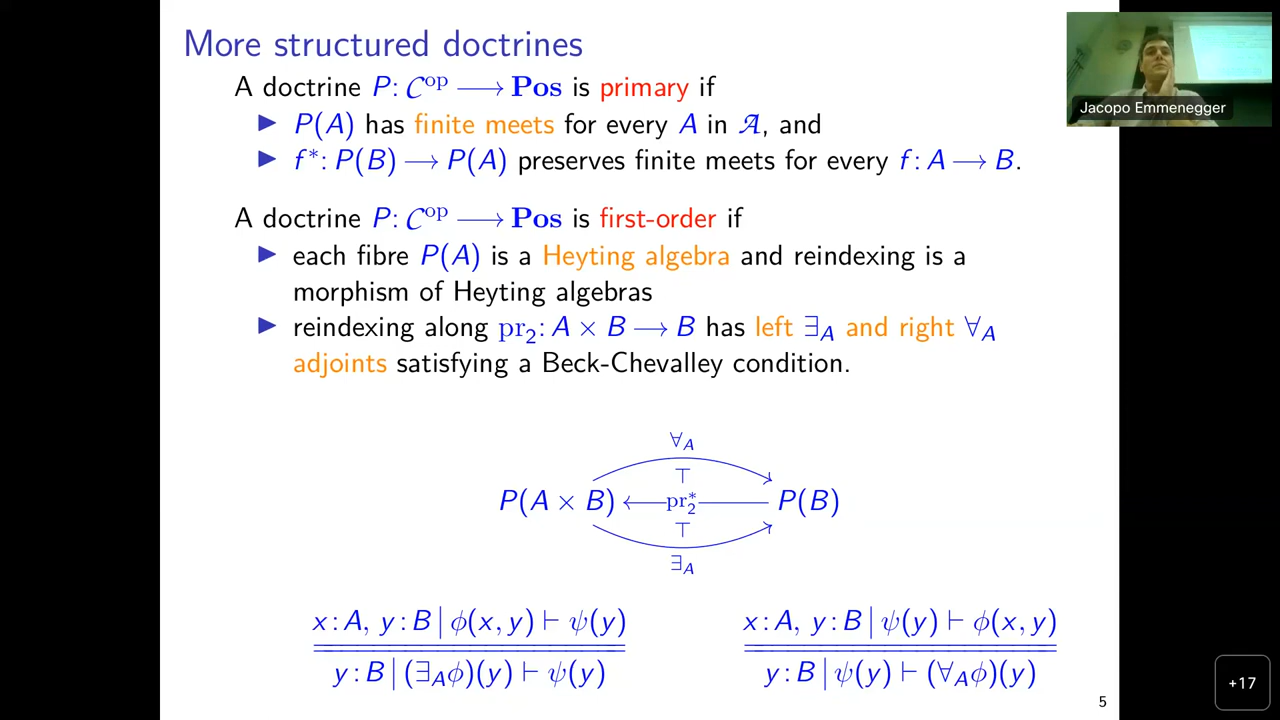 More structured doctrines
A doctrine P: C^op ⟶ Pos is primary if
▶ P(A) has finite meets for every A in A, and
▶ f*: P(B) ⟶ P(A) preserves finite meets for every f: A ⟶ B.
A doctrine P: C^op ⟶ Pos is first-order if
▶ each fibre P(A) is a Heyting algebra and reindexing is a
morphism of Heyting algebras
▶ reindexing along pr₂: A × B ⟶ B has left ∃_A and right ∀_A
adjoints satisfying a Beck-Chevalley condition.
∀_A
⊤
P(A × B) ⟵ pr₂* — P(B)
⊤
∃_A
x: A, y: B | ϕ(x, y) ⊢ ψ(y) x: A, y: B | ψ(y) ⊢ ϕ(x, y)
y: B | (∃_Aϕ)(y) ⊢ ψ(y) y: B | ψ(y) ⊢ (∀_Aϕ)(y)
5
Jacopo Emmenegger
+17